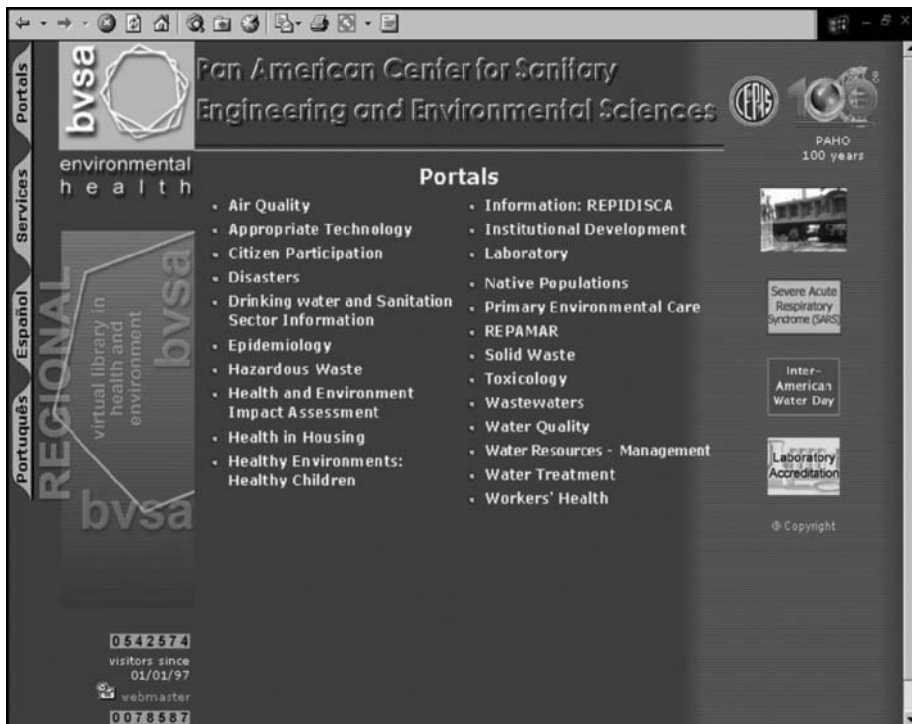 Portals
Services
Español
Português
bvsa
environmental
health
Pan American Center for Sanitary
Engineering and Environmental Sciences
CEPIS
100
PAHO
100 years
Portals
Air Quality
Appropriate Technology
Citizen Participation
Disasters
Drinking water and Sanitation
Sector Information
Epidemiology
Hazardous Waste
Health and Environment
Impact Assessment
Health in Housing
Healthy Environments:
Healthy Children
Information: REPIDISCA
Institutional Development
Laboratory
Native Populations
Primary Environmental Care
REPAMAR
Solid Waste
Toxicology
Wastewaters
Water Quality
Water Resources - Management
Water Treatment
Workers' Health
REGIONAL
virtual library in
health and
environment
bvsa
bvsa
Severe Acute
Respiratory
Syndrome (SARS)
Inter-
American
Water Day
Laboratory
Accreditation
© Copyright
0542574
visitors since
01/01/97
webmaster
0078587